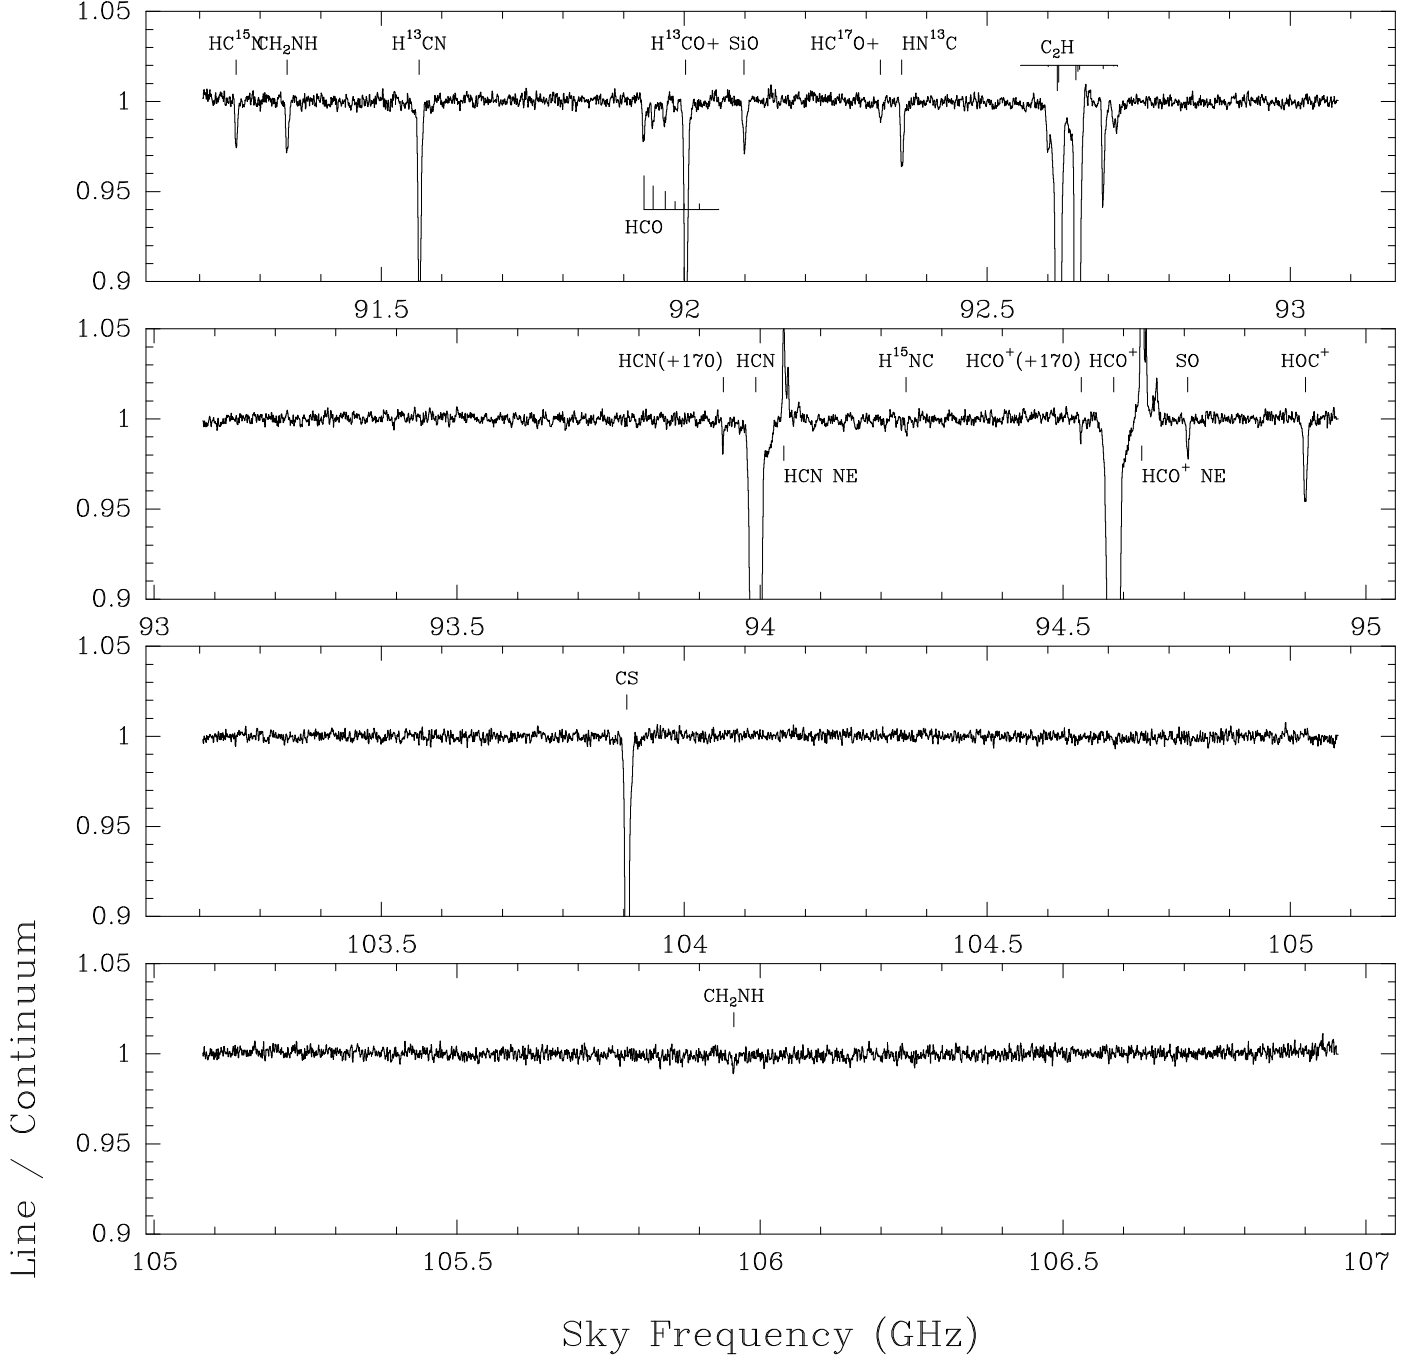 1.05
HC¹⁵N CH₂NH H¹³CN H¹³CO+ SiO HC¹⁷O+ HN¹³C C₂H
1
0.95
HCO
0.9
91.5 92 92.5 93
1.05
HCN(+170) HCN H¹⁵NC HCO⁺(+170) HCO⁺ SO HOC⁺
1
HCN NE HCO⁺ NE
0.95
0.9
93 93.5 94 94.5 95
1.05
CS
1
0.95
0.9
103.5 104 104.5 105
1.05
CH₂NH
1
0.95
0.9
105 105.5 106 106.5 107
Line / Continuum
Sky Frequency (GHz)